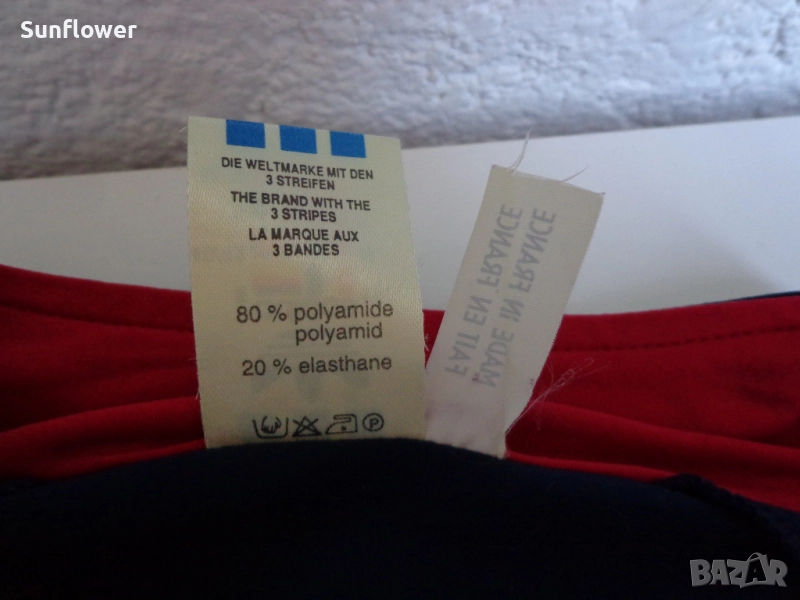 Sunflower
DIE WELTMARKE MIT DEN
3 STREIFEN
THE BRAND WITH THE
3 STRIPES
LA MARQUE AUX
3 BANDES
80 % polyamide
polyamid
20 % elasthane
P
FAIT EN FRANCE
MADE IN FRANCE
BAZAR